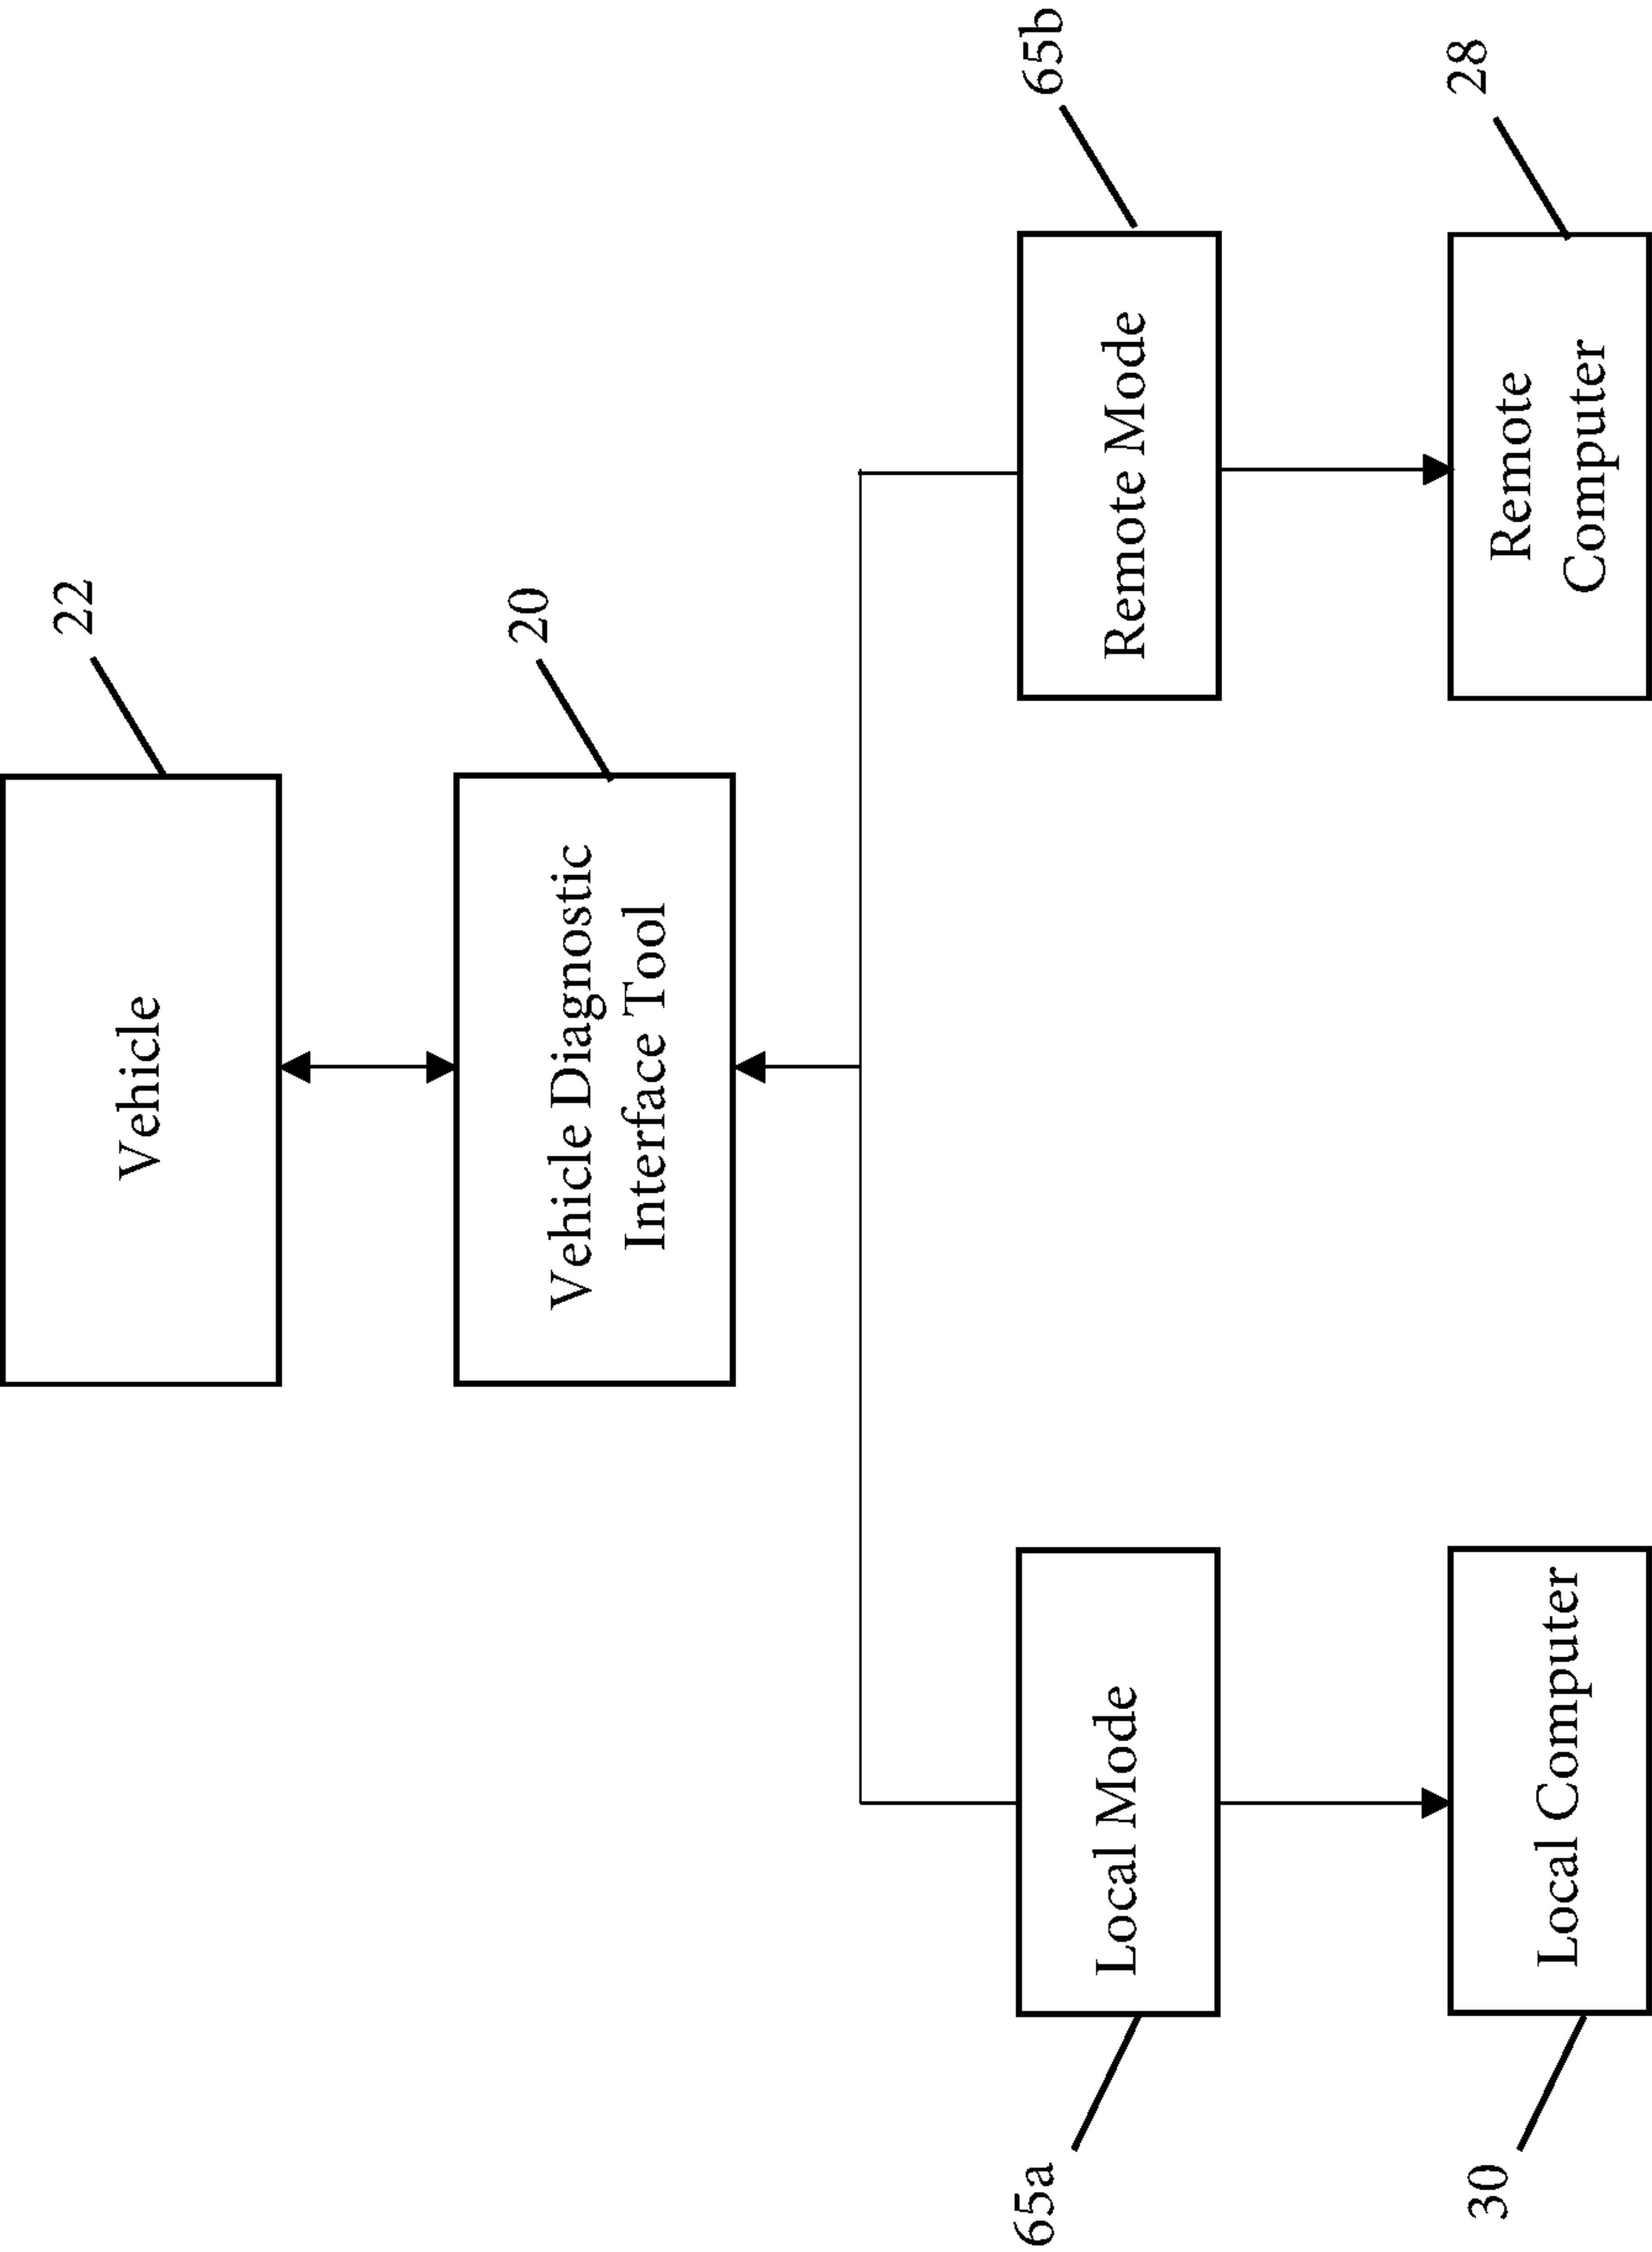 Vehicle
22
Vehicle Diagnostic
Interface Tool
20
65a
Local Mode
Remote Mode
65b
30
Local Computer
Remote
Computer
28